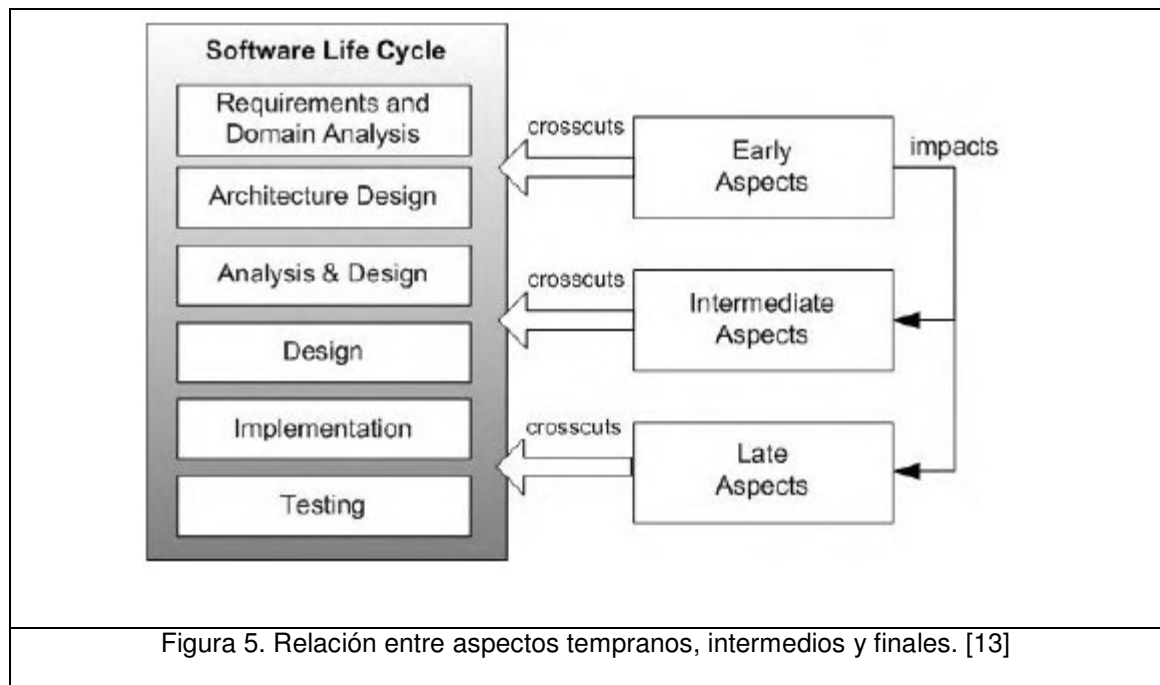 Software Life Cycle
Requirements and
Domain Analysis
Architecture Design
Analysis & Design
Design
Implementation
Testing
crosscuts
Early
Aspects
impacts
crosscuts
Intermediate
Aspects
crosscuts
Late
Aspects
Figura 5. Relación entre aspectos tempranos, intermedios y finales. [13]